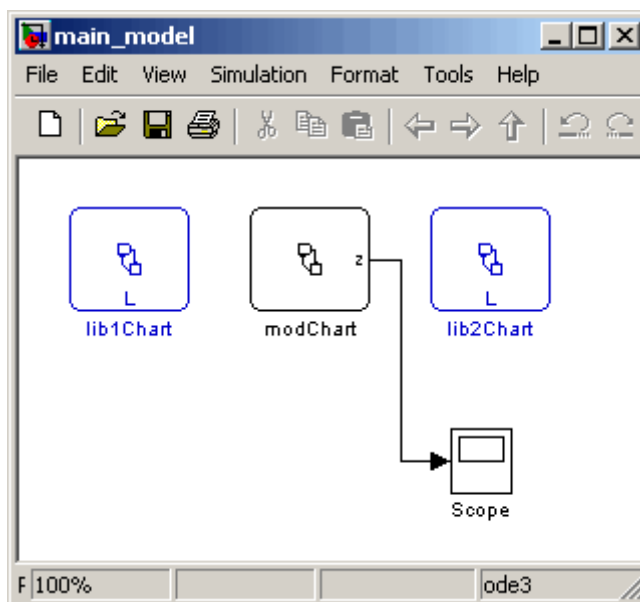 main_model
File Edit View Simulation Format Tools Help
z
L L
lib1Chart modChart lib2Chart
Scope
F 100% ode3